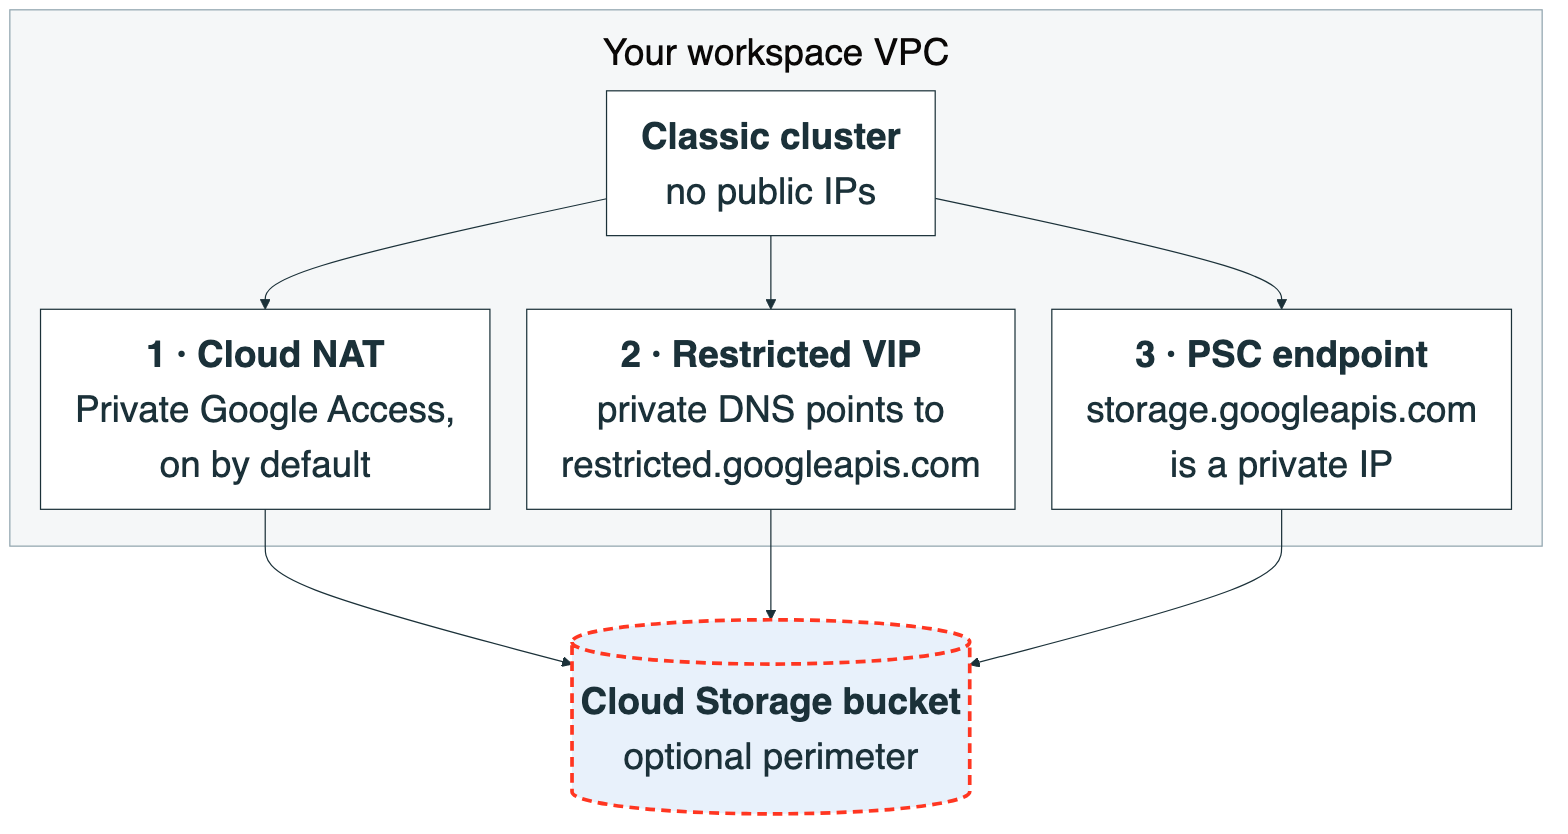 Your workspace VPC
Classic cluster
no public IPs
1 · Cloud NAT
Private Google Access,
on by default
2 · Restricted VIP
private DNS points to
restricted.googleapis.com
3 · PSC endpoint
storage.googleapis.com
is a private IP
Cloud Storage bucket
optional perimeter